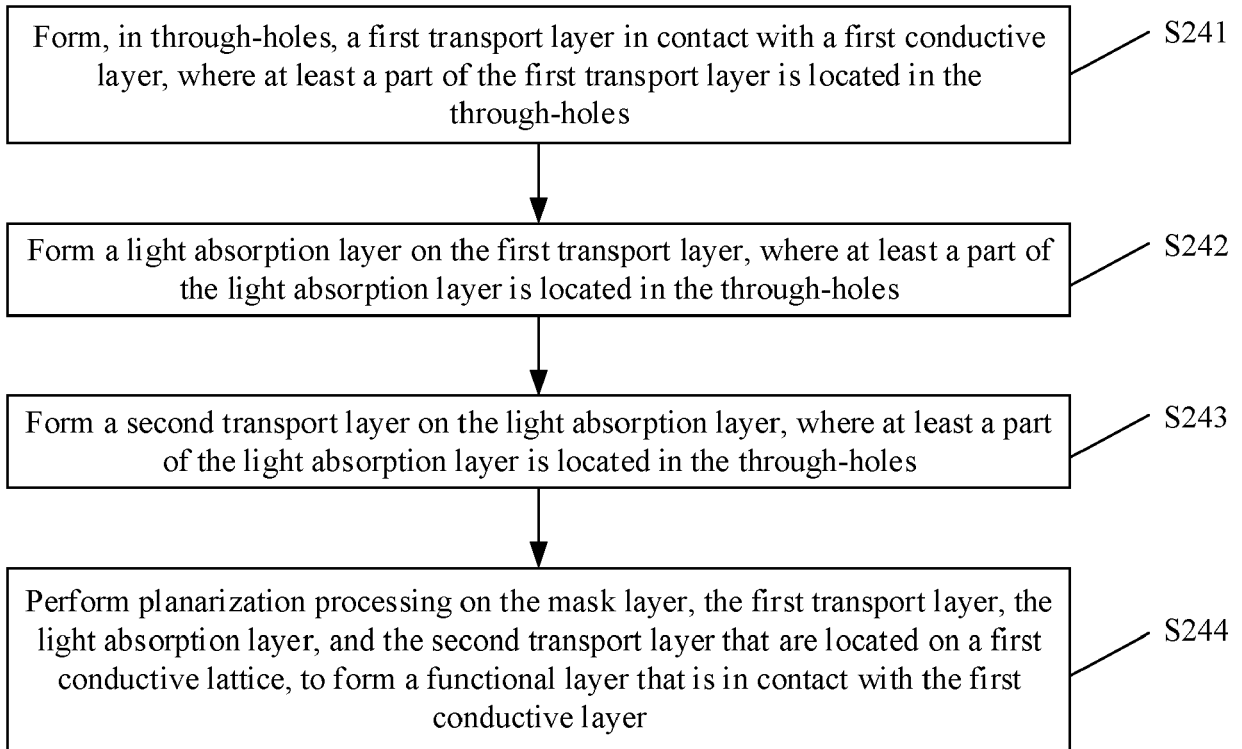 Form, in through-holes, a first transport layer in contact with a first conductive
layer, where at least a part of the first transport layer is located in the
through-holes
S241
Form a light absorption layer on the first transport layer, where at least a part of
the light absorption layer is located in the through-holes
S242
Form a second transport layer on the light absorption layer, where at least a part
of the light absorption layer is located in the through-holes
S243
Perform planarization processing on the mask layer, the first transport layer, the
light absorption layer, and the second transport layer that are located on a first
conductive lattice, to form a functional layer that is in contact with the first
conductive layer
S244